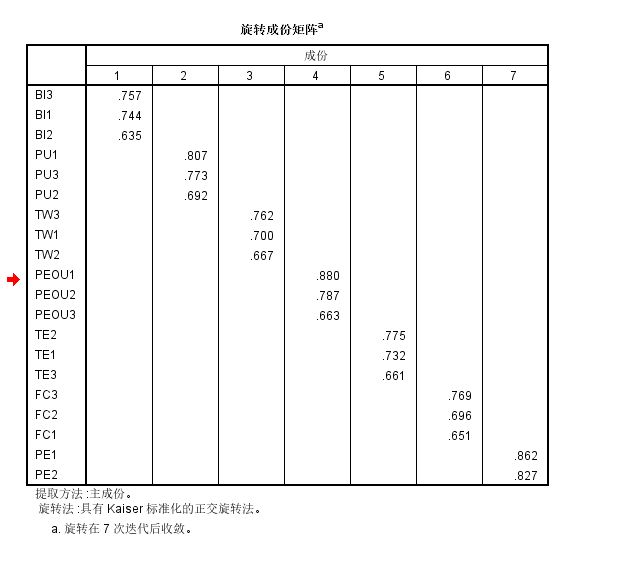 旋转成份矩阵a
成份
1 2 3 4 5 6 7
BI3 .757
BI1 .744
BI2 .635
PU1 .807
PU3 .773
PU2 .692
TW3 .762
TW1 .700
TW2 .667
PEOU1 .880
PEOU2 .787
PEOU3 .663
TE2 .775
TE1 .732
TE3 .661
FC3 .769
FC2 .696
FC1 .651
PE1 .862
PE2 .827
提取方法 :主成份。
旋转法 :具有 Kaiser 标准化的正交旋转法。
a. 旋转在 7 次迭代后收敛。